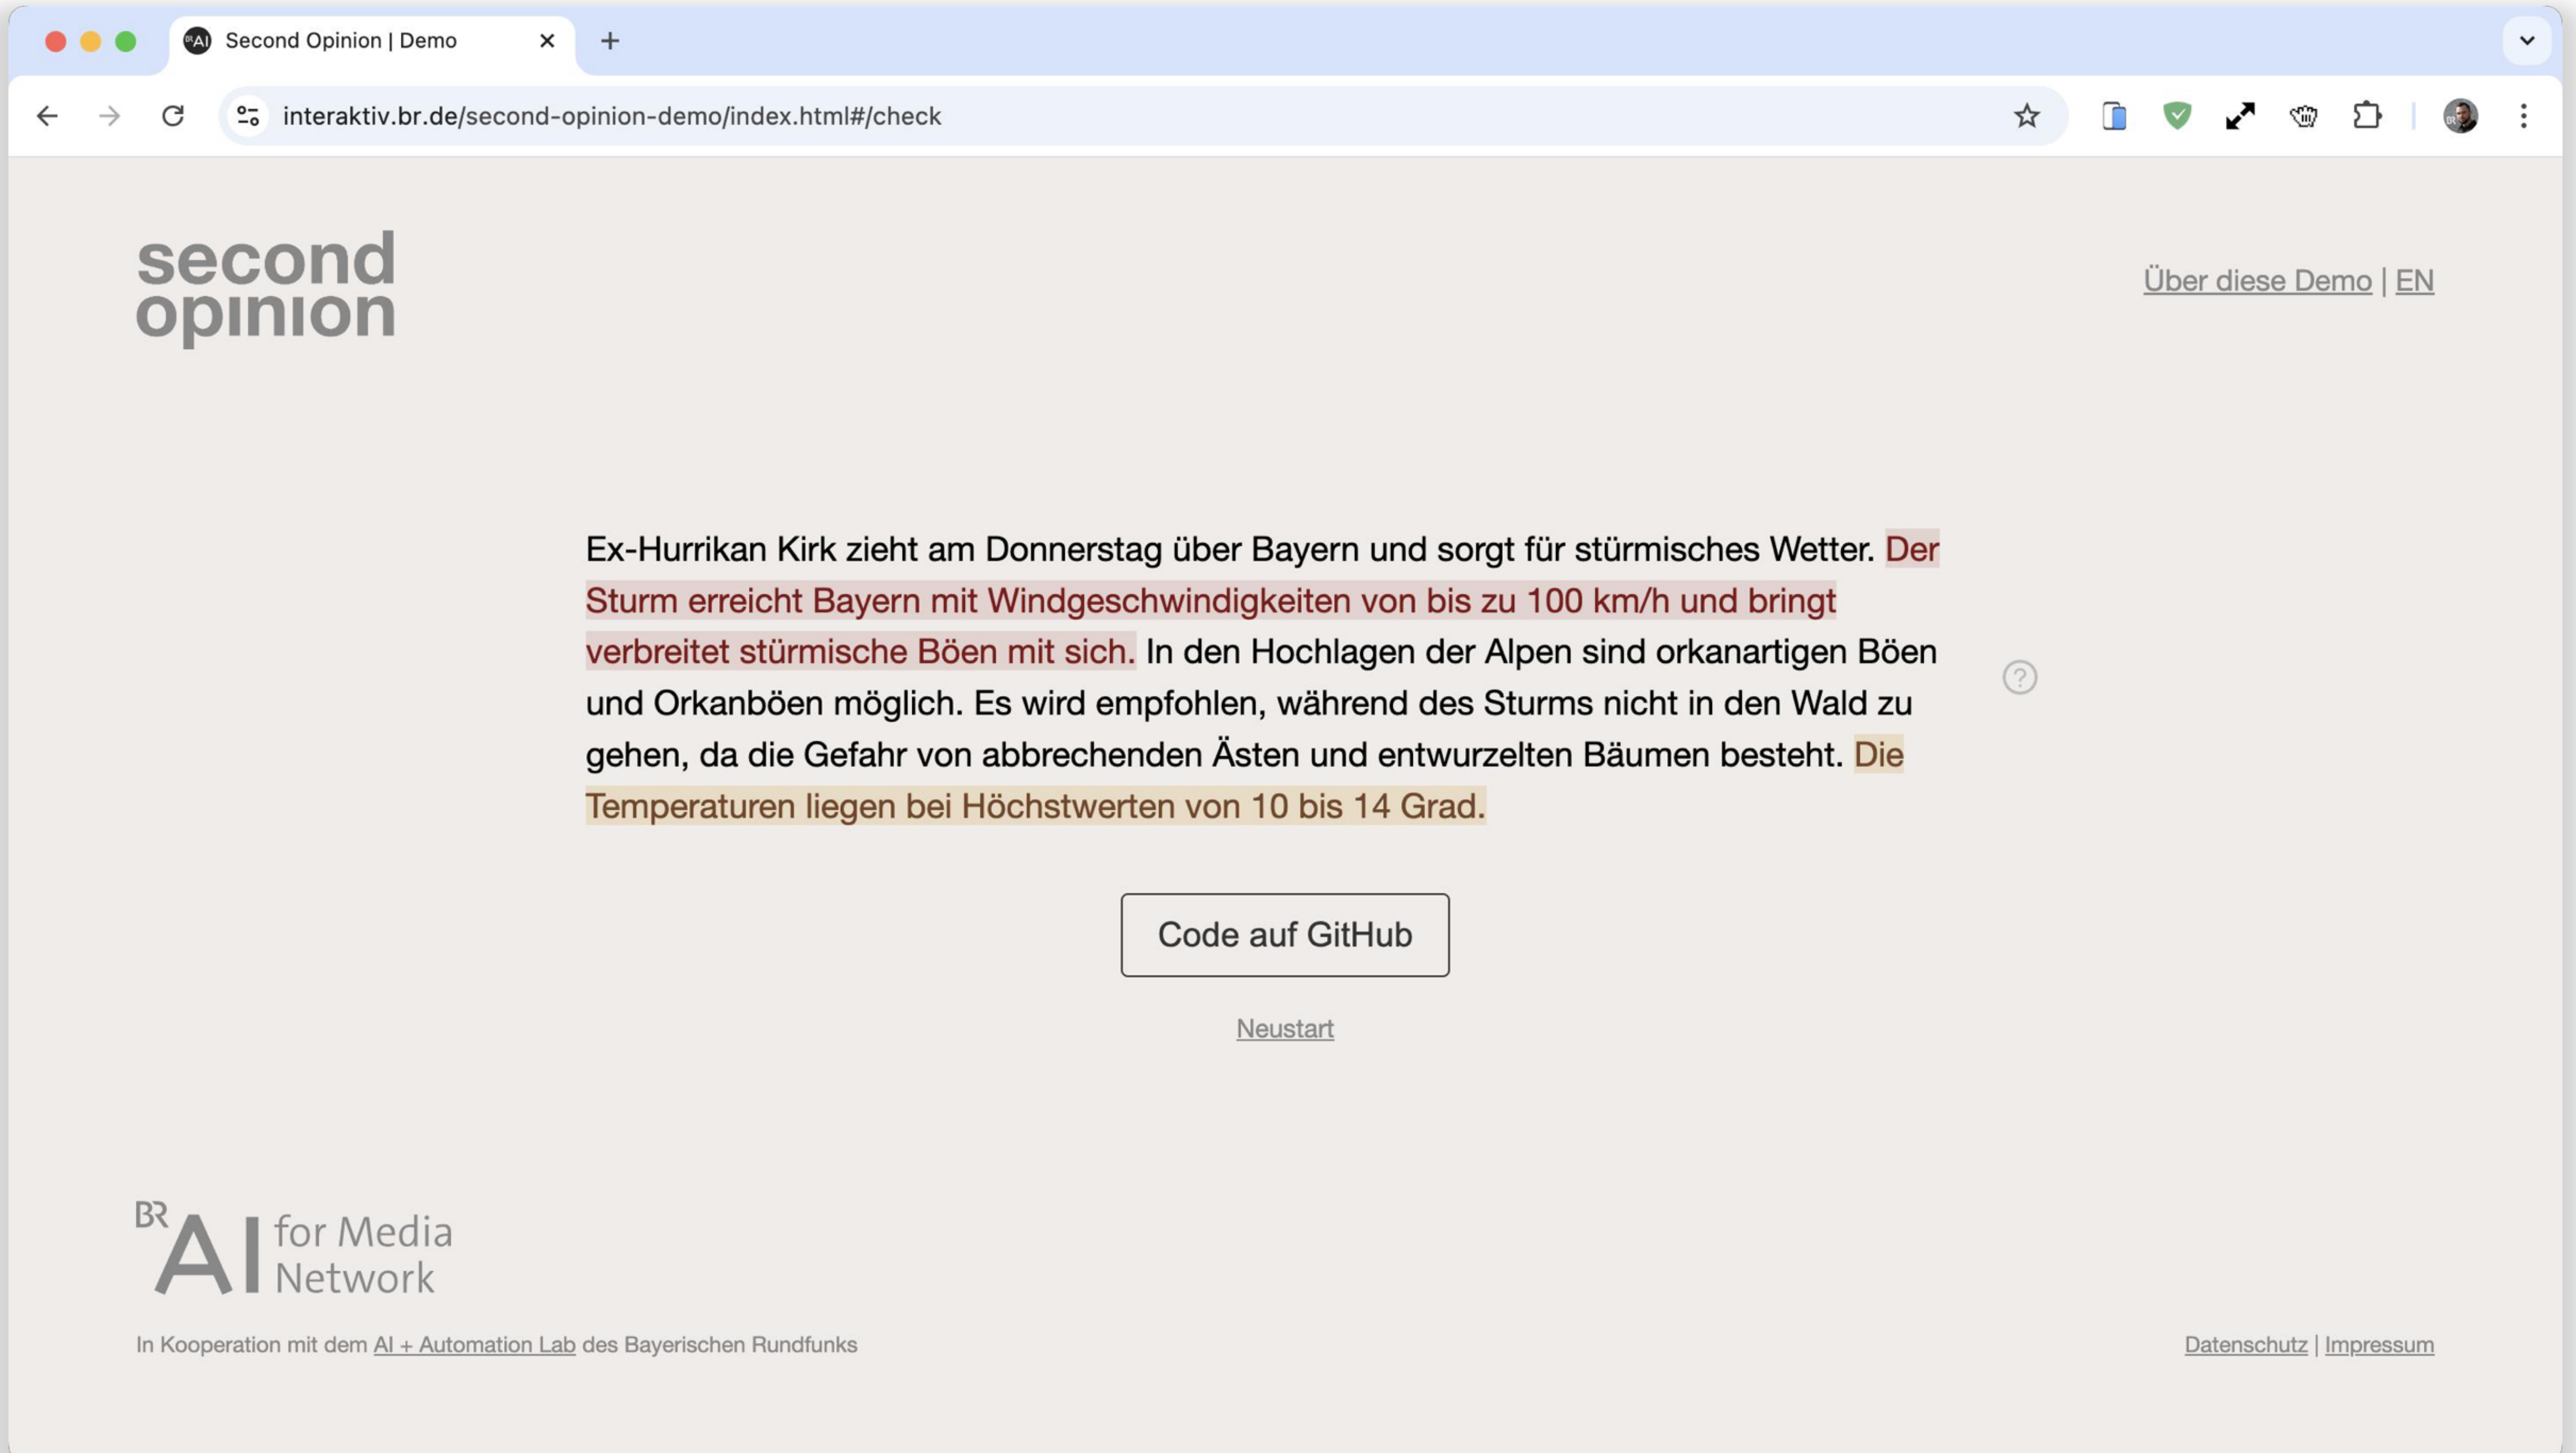 Second Opinion | Demo
interaktiv.br.de/second-opinion-demo/index.html#/check
second
opinion
Über diese Demo | EN
Ex-Hurrikan Kirk zieht am Donnerstag über Bayern und sorgt für stürmisches Wetter. Der
Sturm erreicht Bayern mit Windgeschwindigkeiten von bis zu 100 km/h und bringt
verbreitet stürmische Böen mit sich. In den Hochlagen der Alpen sind orkanartigen Böen
und Orkanböen möglich. Es wird empfohlen, während des Sturms nicht in den Wald zu
gehen, da die Gefahr von abbrechenden Ästen und entwurzelten Bäumen besteht. Die
Temperaturen liegen bei Höchstwerten von 10 bis 14 Grad.
?
Code auf GitHub
Neustart
BR AI for Media
Network
In Kooperation mit dem AI + Automation Lab des Bayerischen Rundfunks
Datenschutz | Impressum